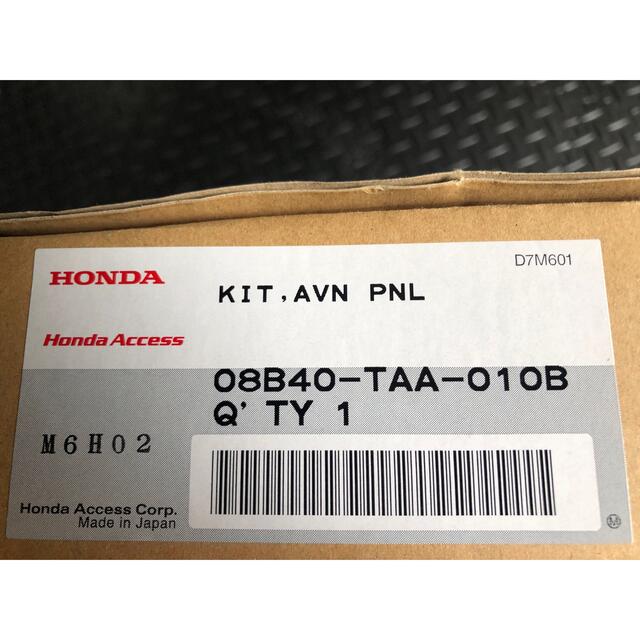 HONDA
D7M601
KIT,AVN PNL
Honda Access
08B40-TAA-010B
Q'TY 1
M6H02
Honda Access Corp.
Made in Japan
M